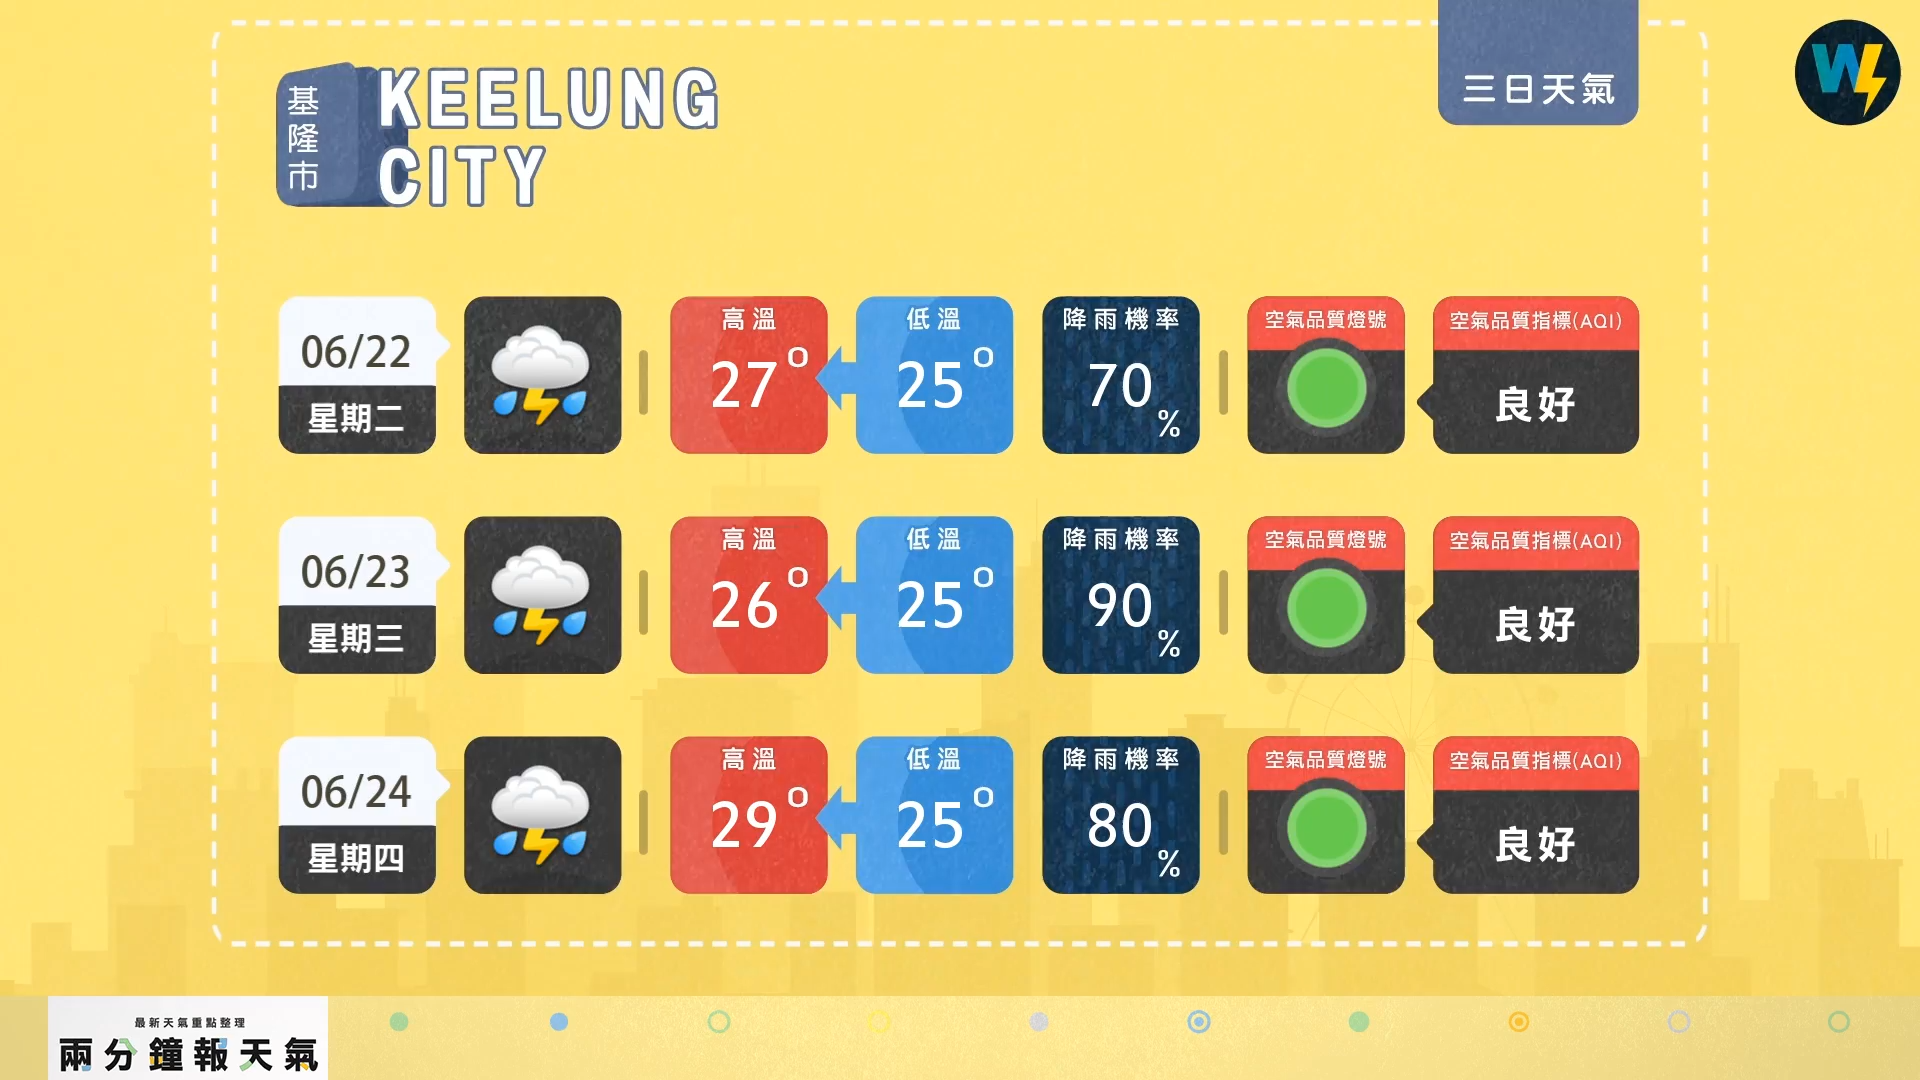 基隆市
KEELUNG
CITY
三日天氣
W
06/22
星期二
高溫
27°
低溫
25°
降雨機率
70%
空氣品質燈號
空氣品質指標(AQI)
良好
06/23
星期三
高溫
26°
低溫
25°
降雨機率
90%
空氣品質燈號
空氣品質指標(AQI)
良好
06/24
星期四
高溫
29°
低溫
25°
降雨機率
80%
空氣品質燈號
空氣品質指標(AQI)
良好
最新天氣重點整理
兩分鐘報天氣